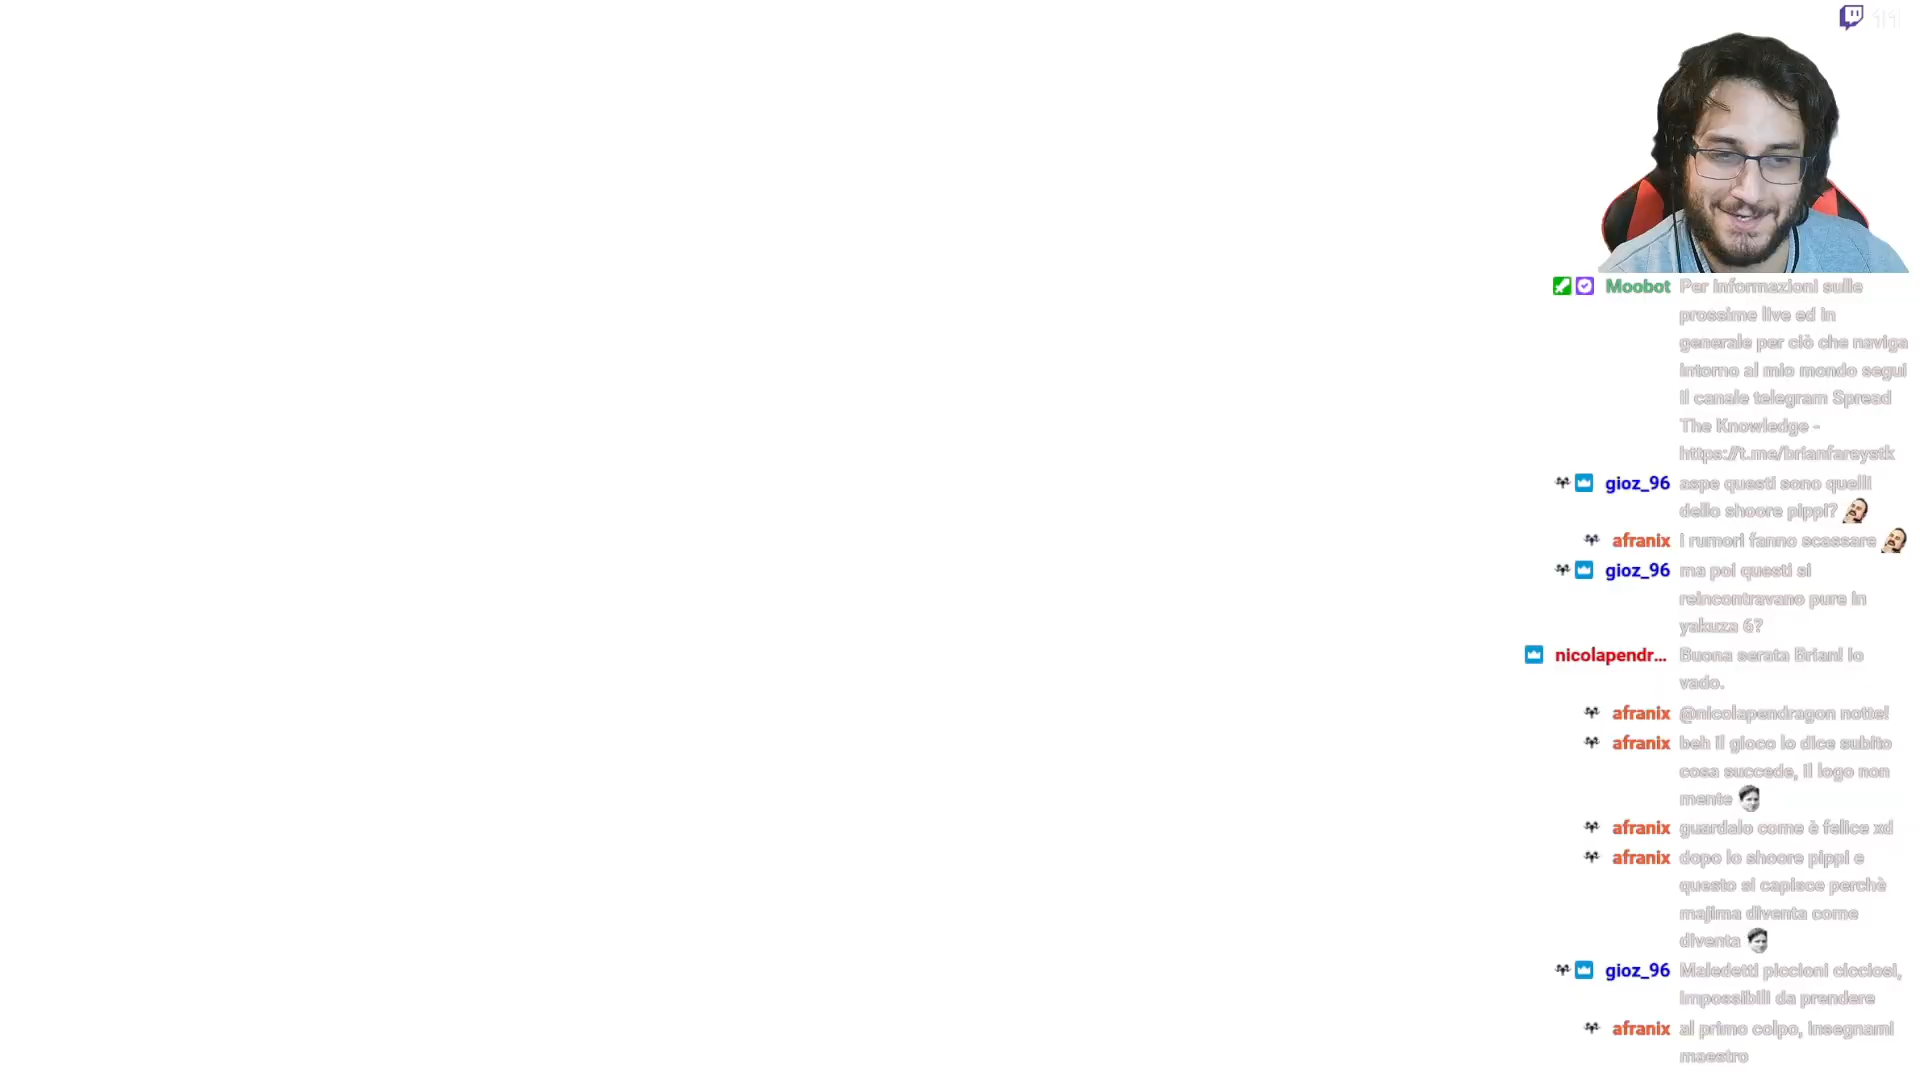 11
Moobot Per informazioni sulle
prossime live ed in
generale per ciò che naviga
intorno al mio mondo segui
il canale telegram Spread
The Knowledge -
https://t.me/brianfareystk
gioz_96 aspe questi sono quelli
dello shoore pippi?
afranix I rumori fanno scassare
gioz_96 ma poi questi si
reincontravano pure in
yakuza 6?
nicolapendr... Buona serata Brian! Io
vado.
afranix @nicolapendragon notte!
afranix beh il gioco lo dice subito
cosa succede, il logo non
mente
afranix guardalo come è felice xd
afranix dopo lo shoore pippi e
questo si capisce perchè
majima diventa come
diventa
gioz_96 Maledetti piccioni cicciosi,
impossibili da prendere
afranix al primo colpo, insegnami
maestro